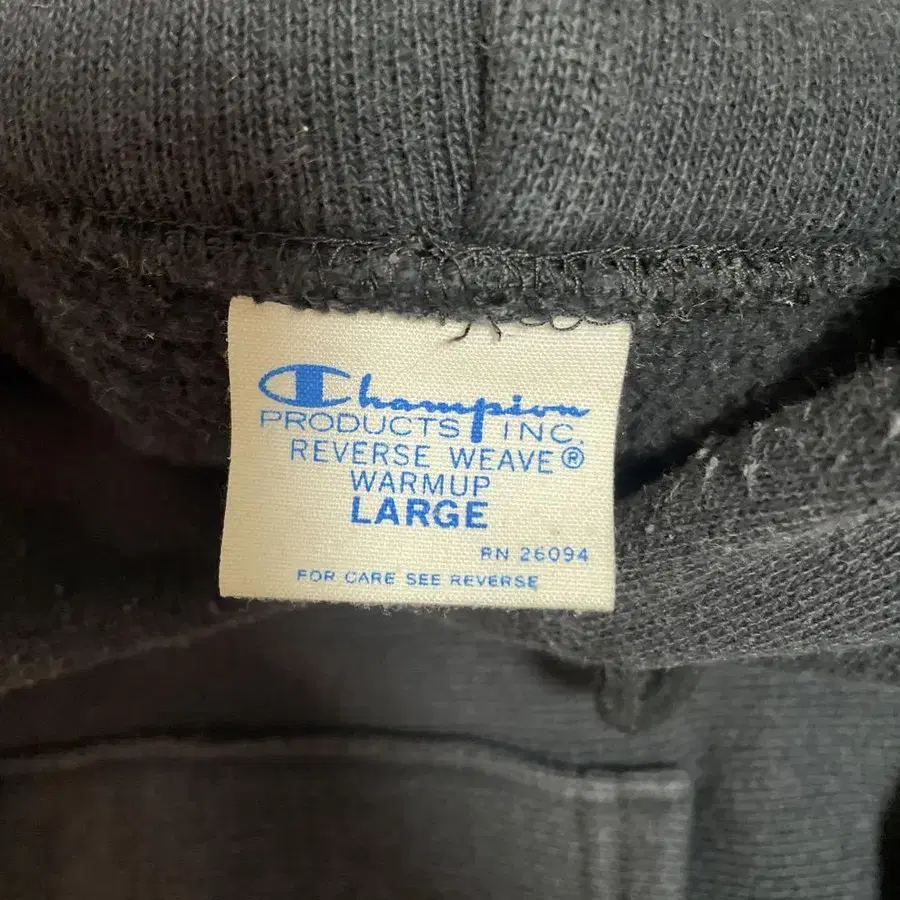 Champion
PRODUCTS INC.
REVERSE WEAVE®
WARMUP
LARGE
RN 26094
FOR CARE SEE REVERSE